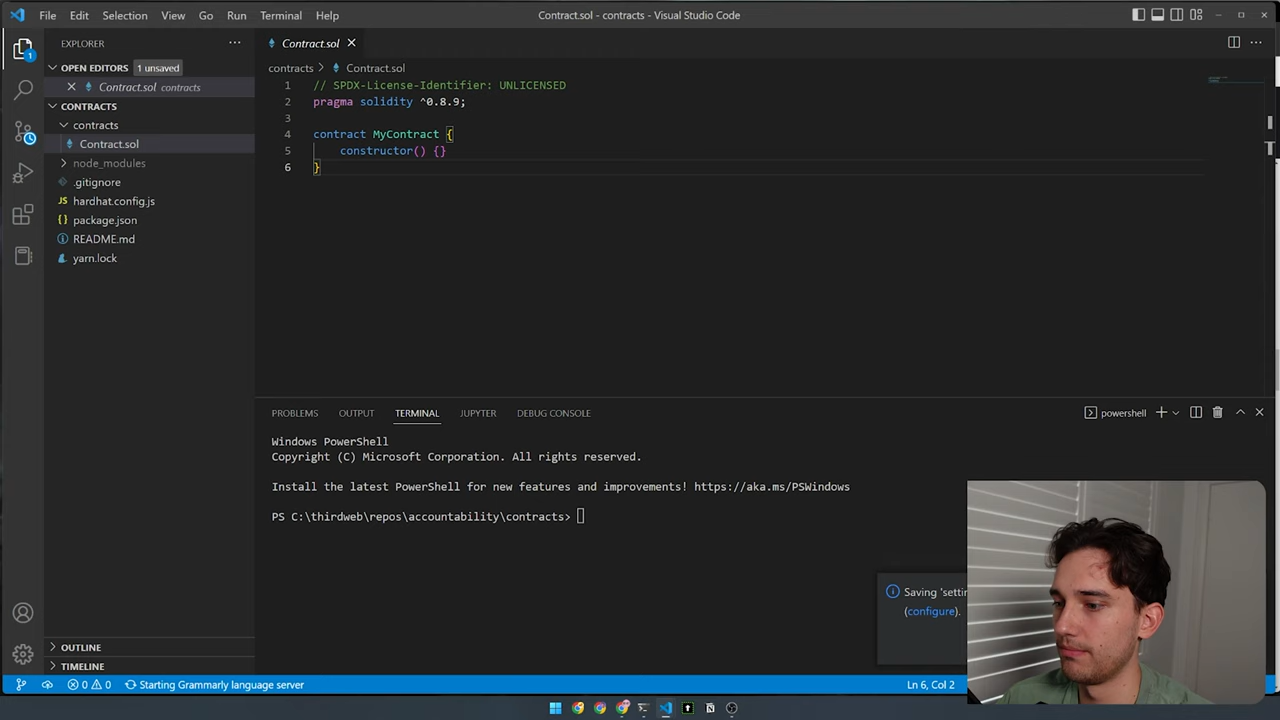 File Edit Selection View Go Run Terminal Help
Contract.sol - contracts - Visual Studio Code
EXPLORER
OPEN EDITORS 1 unsaved
Contract.sol contracts
CONTRACTS
contracts
Contract.sol
node_modules
.gitignore
JS hardhat.config.js
{} package.json
README.md
yarn.lock
OUTLINE
TIMELINE
1
Contract.sol
contracts > Contract.sol
1 // SPDX-License-Identifier: UNLICENSED
2 pragma solidity ^0.8.9;
3
4 contract MyContract {
5 constructor() {}
6 }
PROBLEMS OUTPUT TERMINAL JUPYTER DEBUG CONSOLE
powershell
Windows PowerShell
Copyright (C) Microsoft Corporation. All rights reserved.
Install the latest PowerShell for new features and improvements! https://aka.ms/PSWindows
PS C:\thirdweb\repos\accountability\contracts>
Saving 'settin
(configure).
0 0 Starting Grammarly language server
Ln 6, Col 2